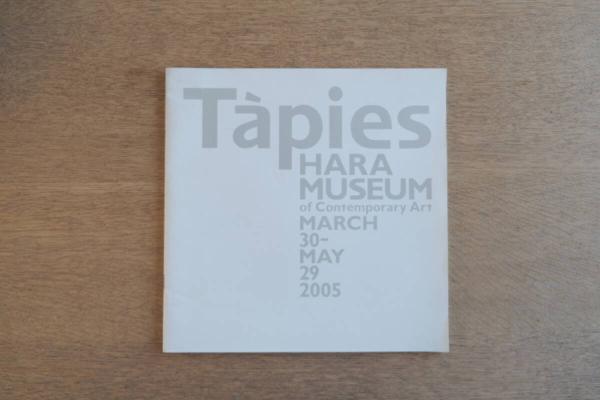 Tàpies
HARA
MUSEUM
of Contemporary Art
MARCH
30–
MAY
29
2005